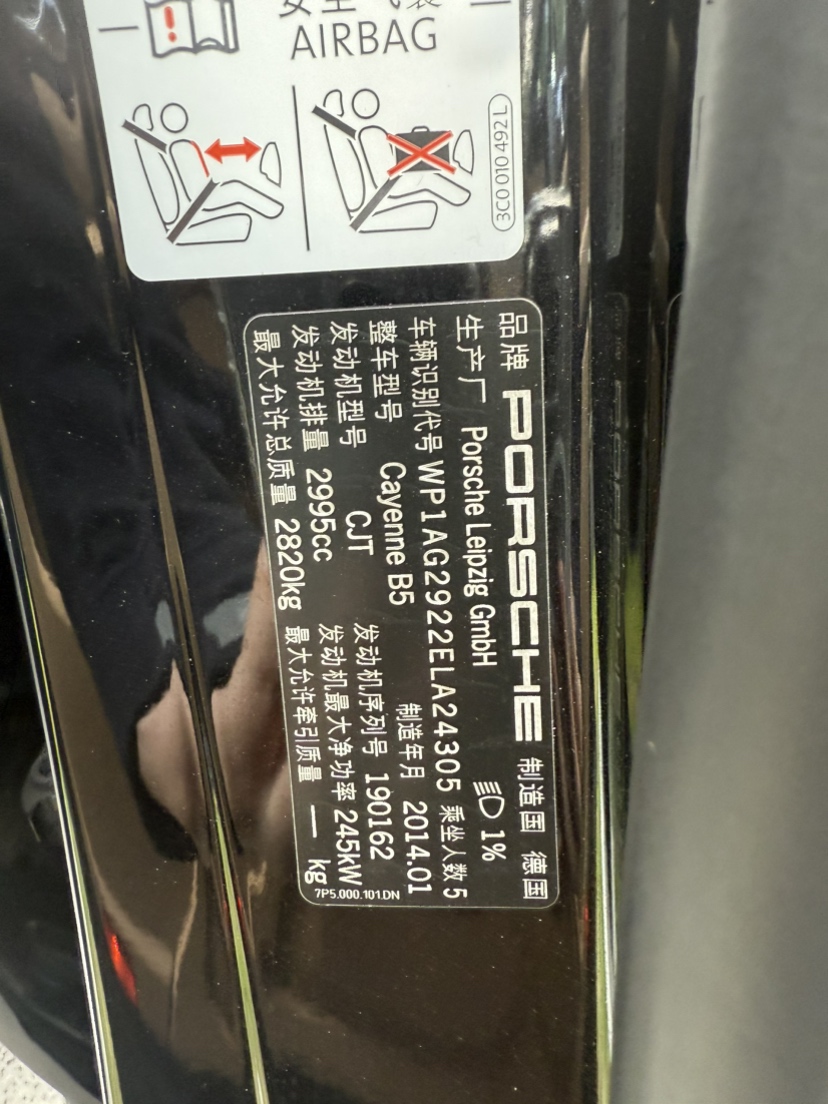 AIRBAG
3C0 010 492 L
品牌 PORSCHE 制造国 德国
生产厂 Porsche Leipzig GmbH 1%
车辆识别代号 WP1AG2922ELA24305 乘坐人数 5
整车型号 Cayenne B5 制造年月 2014.01
发动机型号 CJT 发动机序列号 190162
发动机排量 2995cc 发动机最大净功率 245kW
最大允许总质量 2820kg 最大允许牵引质量 — kg
7P5.000.101.DN